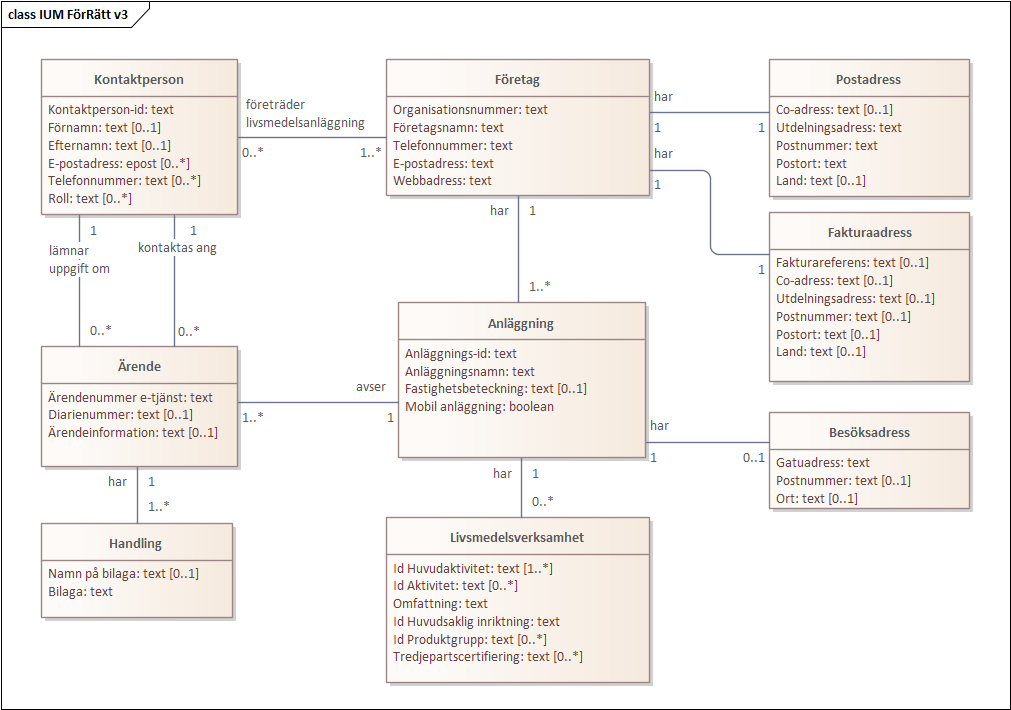 class IUM FörRätt v3
Kontaktperson
Kontaktperson-id: text
Förnamn: text [0..1]
Efternamn: text [0..1]
E-postadress: epost [0..*]
Telefonnummer: text [0..*]
Roll: text [0..*]
företräder
livsmedelsanläggning
0..*
1..*
Företag
Organisationsnummer: text
Företagsnamn: text
Telefonnummer: text
E-postadress: text
Webbadress: text
har
1
1
har
1
1
Postadress
Co-adress: text [0..1]
Utdelningsadress: text
Postnummer: text
Postort: text
Land: text [0..1]
Fakturaadress
Fakturareferens: text [0..1]
Co-adress: text [0..1]
Utdelningsadress: text [0..1]
Postnummer: text [0..1]
Postort: text [0..1]
Land: text [0..1]
1
lämnar
uppgift om
0..*
1
kontaktas ang
0..*
har
1
1..*
Ärende
Ärendenummer e-tjänst: text
Diarienummer: text [0..1]
Ärendeinformation: text [0..1]
avser
1..*
1
Anläggning
Anläggnings-id: text
Anläggningsnamn: text
Fastighetsbeteckning: text [0..1]
Mobil anläggning: boolean
har
1
0..1
Besöksadress
Gatuadress: text
Postnummer: text [0..1]
Ort: text [0..1]
har
1
1..*
Handling
Namn på bilaga: text [0..1]
Bilaga: text
har
1
0..*
Livsmedelsverksamhet
Id Huvudaktivitet: text [1..*]
Id Aktivitet: text [0..*]
Omfattning: text
Id Huvudsaklig inriktning: text
Id Produktgrupp: text [0..*]
Tredjepartscertifiering: text [0..*]